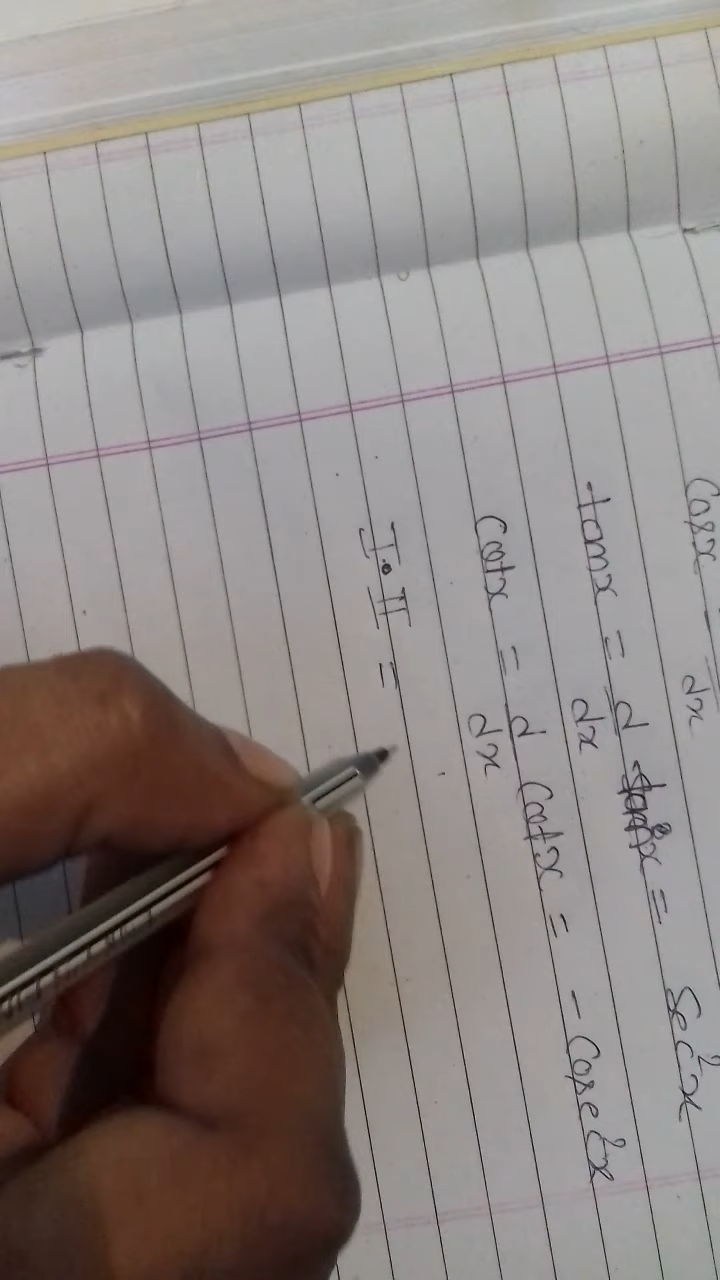 Cosx = d/dx
tanx = d/dx tanx = Sec²x
Cotx = d/dx Cotx = - Cosec²x
I. II =